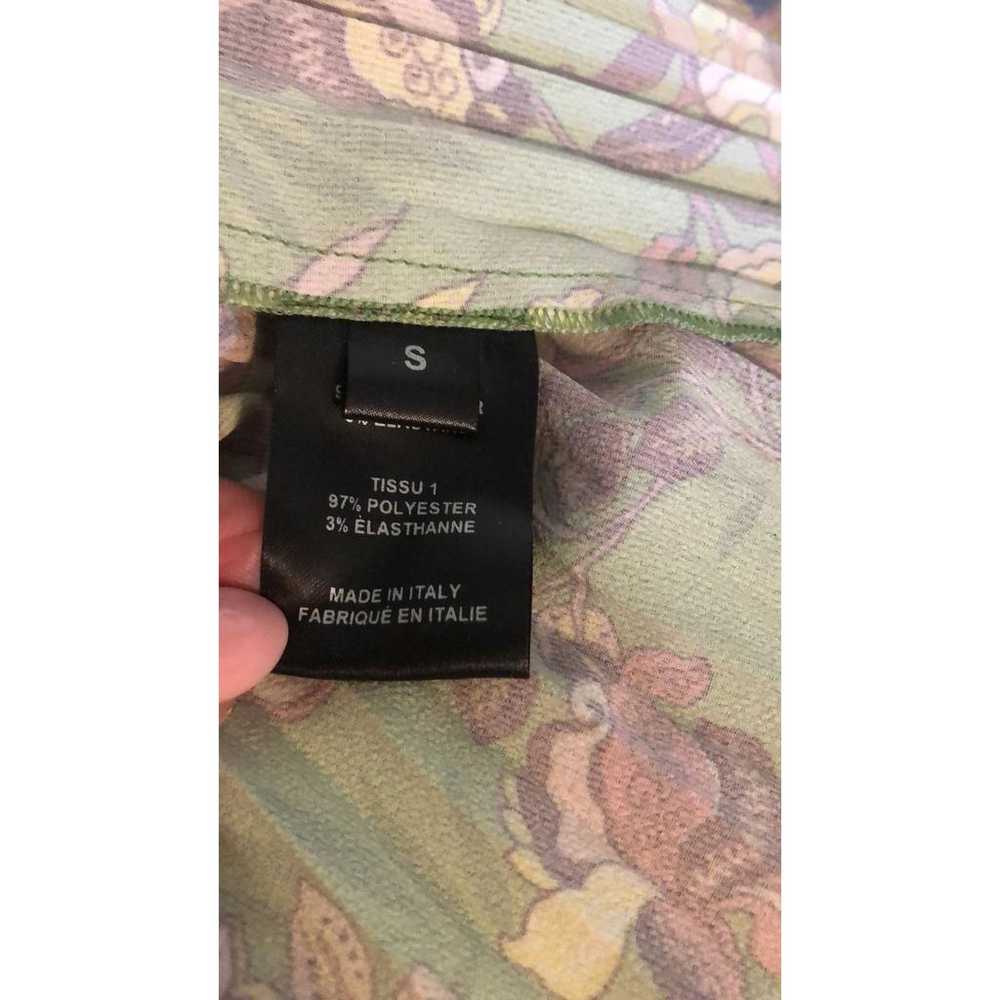 S
TISSU 1
97% POLYESTER
3% ÈLASTHANNE
MADE IN ITALY
FABRIQUÉ EN ITALIE